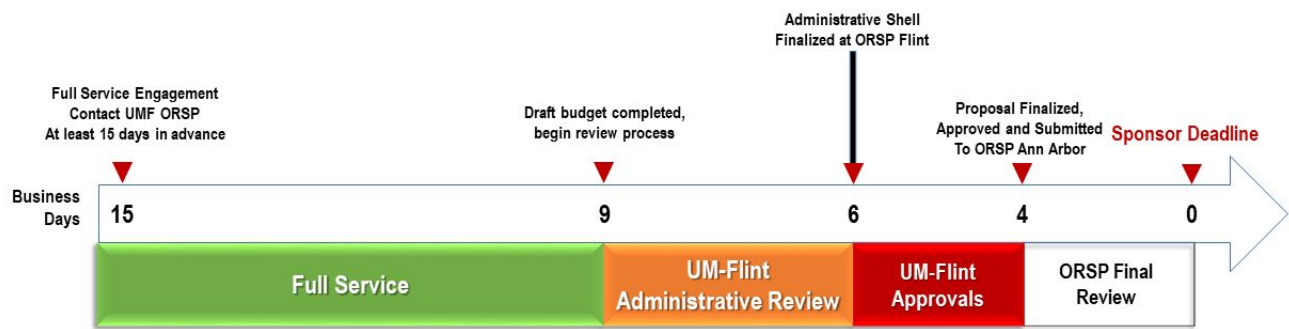 Administrative Shell
Finalized at ORSP Flint
Full Service Engagement
Contact UMF ORSP
At least 15 days in advance
Draft budget completed,
begin review process
Proposal Finalized,
Approved and Submitted
To ORSP Ann Arbor
Sponsor Deadline
Business
Days
15
9
6
4
0
Full Service
UM-Flint
Administrative Review
UM-Flint
Approvals
ORSP Final
Review